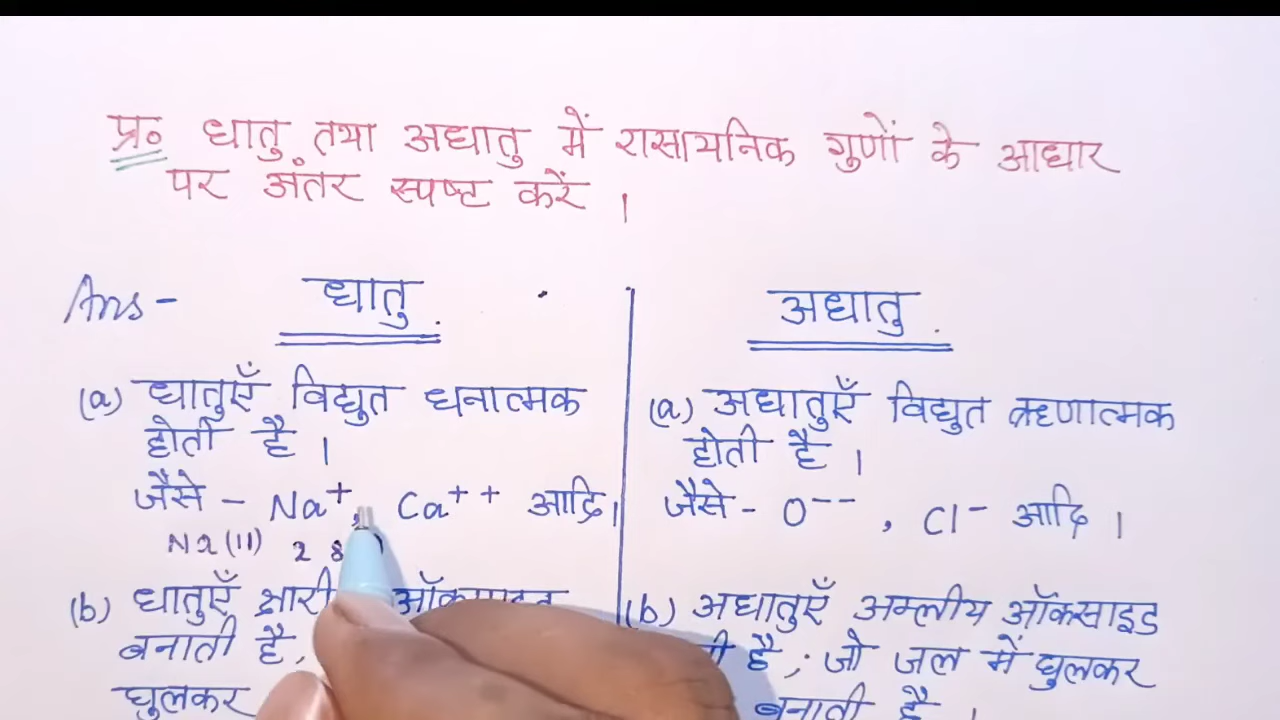 प्र० धातु तथा अधातु में रासायनिक गुणों के आधार
पर अंतर स्पष्ट करें ।
Ans -
धातु .
(a) धातुएँ विद्युत धनात्मक
होती है ।
जैसे - Na⁺, Ca⁺⁺ आदि।
Na (11) 2 8 1
(b) धातुएँ क्षारी
बनाती है,
घुलकर
अधातु .
(a) अधातुएँ विद्युत ऋणात्मक
होती है ।
जैसे - O⁻⁻ , Cl⁻ आदि ।
(b) अधातुएँ अम्लीय ऑक्साइड
है ; जो जल में घुलकर
बनाती है ।